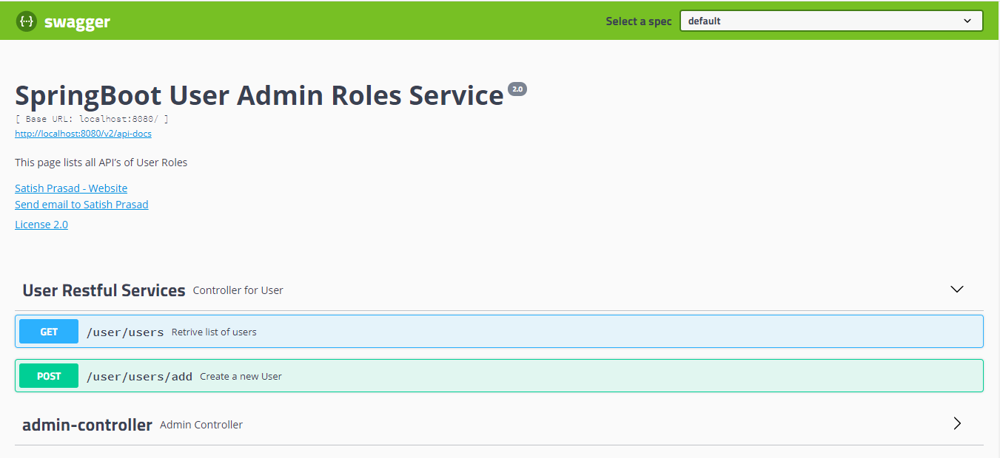 {···} swagger
Select a spec default
SpringBoot User Admin Roles Service 2.0
[ Base URL: localhost:8080/ ]
http://localhost:8080/v2/api-docs
This page lists all API's of User Roles
Satish Prasad - Website
Send email to Satish Prasad
License 2.0
User Restful Services Controller for User
GET /user/users Retrive list of users
POST /user/users/add Create a new User
admin-controller Admin Controller